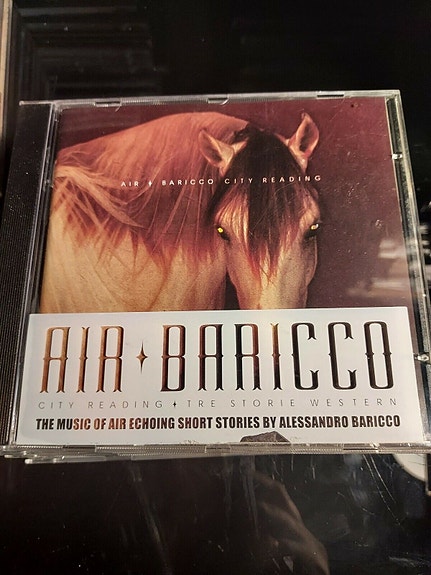 AIR ✦ BARICCO CITY READING
AIR ✦ BARICCO
CITY READING ✦ TRE STORIE WESTERN
THE MUSIC OF AIR ECHOING SHORT STORIES BY ALESSANDRO BARICCO